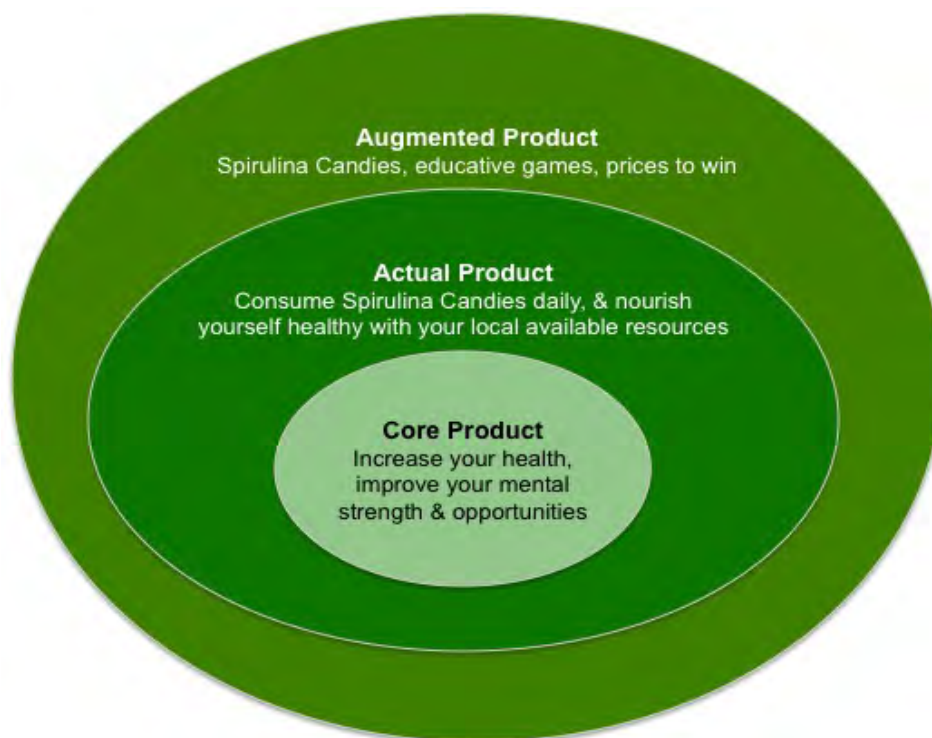 Augmented Product
Spirulina Candies, educative games, prices to win
Actual Product
Consume Spirulina Candies daily, & nourish
yourself healthy with your local available resources
Core Product
Increase your health,
improve your mental
strength & opportunities